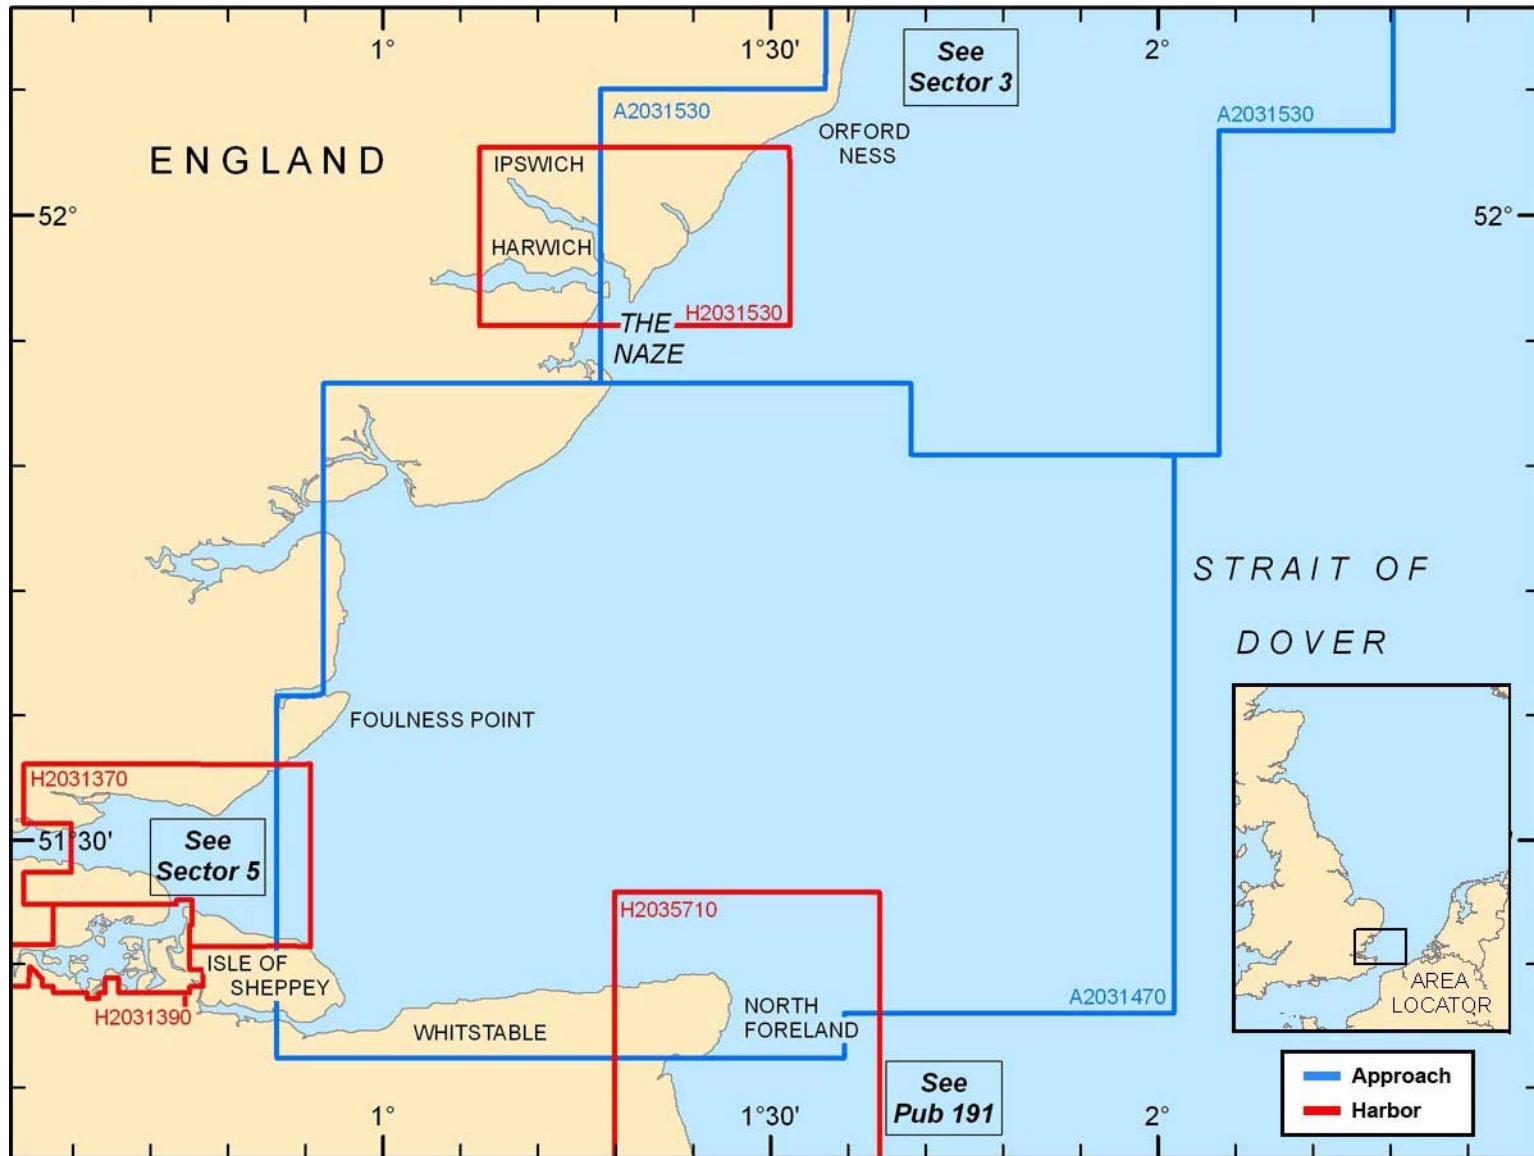 1°
1°30'
2°
See
Sector 3
A2031530
A2031530
ORFORD
NESS
ENGLAND
IPSWICH
52°
52°
HARWICH
H2031530
THE
NAZE
STRAIT OF
DOVER
FOULNESS POINT
H2031370
51°30'
'
See
Sector 5
H2035710
ISLE OF
SHEPPEY
NORTH
FORELAND
A2031470
AREA
LOCATOR
H2031390
WHITSTABLE
See
Pub 191
Approach
Harbor
1°
1°30'
2°